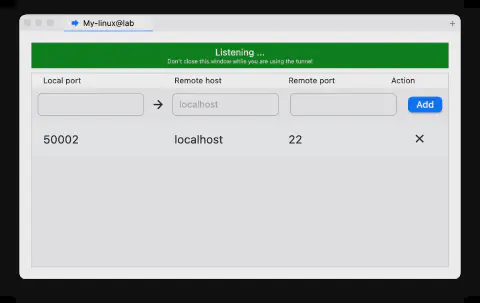 My-linux@lab
+
Listening ...
Don't close this window while you are using the tunnel
Local port Remote host Remote port Action
→ localhost Add
50002 localhost 22 ✕